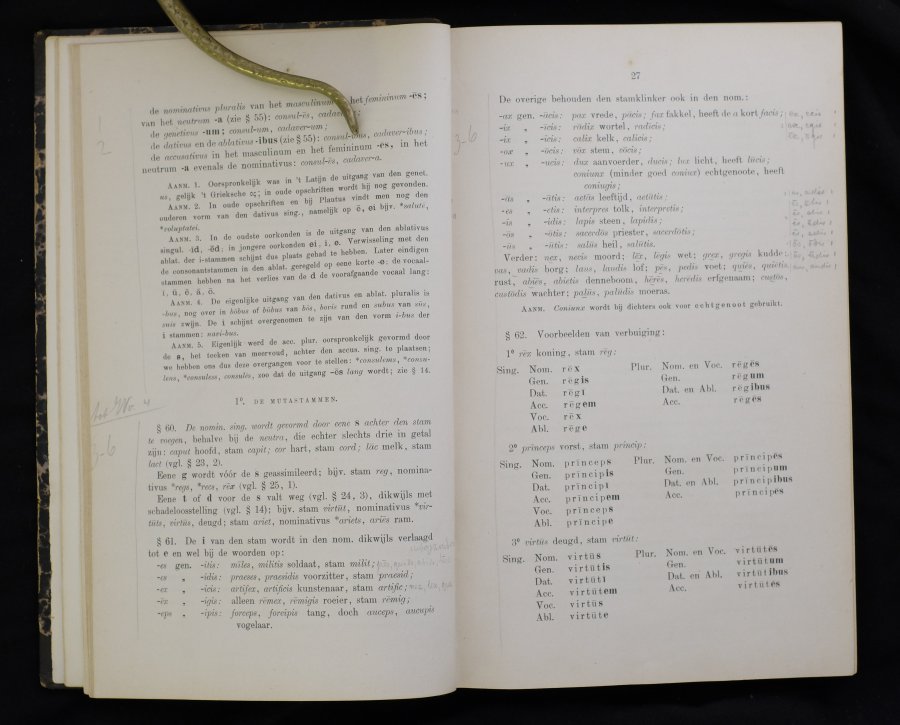 de nominativus pluralis van het masculinum het femininum -ēs;
van het neutrum -a (zie § 55): consul-ēs,
de genetivus -um: consul-um, cadaver-um;
de dativus en de ablativus -ibus (zie § 55): cadaver-ibus;
de accusativus in het masculinum en het femininum -ēs, in het
neutrum -a evenals de nominativus: consul-ēs, cadaver-a.
AANM. 1. Oorspronkelijk was in 't Latijn de uitgang van den genet.
us, gelijk 't Grieksche ος; in oude opschriften wordt hij nog gevonden.
AANM. 2. In oude opschriften en bij Plautus vindt men nog den
ouderen vorm van den dativus sing., namelijk op ē, ei bijv. *salutē,
*voluptatei.
AANM. 3. In de oudste oorkonden is de uitgang van den ablativus
singul. -īd, -ĕd; in jongere oorkonden ei, i, e. Verwisseling met den
ablat. der i-stammen schijnt dus plaats gehad te hebben. Later eindigen
de consonantstammen in den ablat. geregeld op eene korte -e: de vocaal-
stammen hebben na het verlies van de d de voorafgaande vocaal lang:
ī, ū, ē, ā, ō.
AANM. 4. De eigenlijke uitgang van den dativus en ablat. pluralis is
-bus, nog over in bōbus of būbus van bōs, bovis rund en subus van sūs,
suis zwijn. De i schijnt overgenomen te zijn van den vorm i-bus der
i stammen: navi-bus.
AANM. 5. Eigenlijk werd de acc. plur. oorspronkelijk gevormd door
de s, het teeken van meervoud, achter den accus. sing. te plaatsen;
we hebben ons dus deze overgangen voor te stellen: *consulems, *consu-
lens, *consuless, consules, zoo dat de uitgang -ēs lang wordt; zie § 14.
1⁰. DE MUTASTAMMEN.
§ 60. De nomin. sing. wordt gevormd door eene s achter den stam
te voegen, behalve bij de neutra, die echter slechts drie in getal
zijn: caput hoofd, stam capit; cor hart, stam cord; lāc melk, stam
lact (vgl. § 23, 2).
Eene g wordt vóór de s geassimileerd; bijv. stam reg, nomina-
tivus *regs, *recs, rēx (vgl. § 25, 1).
Eene t of d voor de s valt weg (vgl. § 24, 3), dikwijls met
schadeloosstelling (vgl. § 14): bijv. stam virtūt, nominativus *vir-
tūts, virtūs, deugd; stam ariet, nominativus *ariets, ariēs ram.
§ 61. De i van den stam wordt in den nom. dikwijls verlaagd
tot e en wel bij de woorden op:
-es gen. -itis: miles, militis soldaat, stam milit;
-es „ -idis: praeses, praesidis voorzitter, stam praesid;
-ex „ -icis: artifex, artificis kunstenaar, stam artific;
-ex „ -igis: alleen rēmex, rēmigis roeier, stam rēmig;
-eps „ -ipis: forceps, forcipis tang, doch auceps, aucupis
vogelaar.
27
De overige behouden den stamklinker ook in den nom.:
-ax gen. -ācis: pax vrede, pācis; fax fakkel, heeft de a kort facis;
-ix „ -īcis: rādix wortel, radīcis;
-ix „ -icis: calix kelk, calicis;
-ox „ -ōcis: vōx stem, vōcis;
-ux „ -ucis: dux aanvoerder, ducis; lux licht, heeft lūcis;
coniunx (minder goed coniux) echtgenoote, heeft
coniugis;
-ās „ -ātis: aetās leeftijd, aetātis;
-es „ -etis: interpres tolk, interpretis;
-is „ -idis: lapis steen, lapidis;
-ōs „ -ōtis: sacerdōs priester, sacerdōtis;
-ūs „ -ūtis: salūs heil, salūtis.
Verder: nex, necis moord; lēx, lēgis wet; grex, gregis kudde;
vas, vadis borg; laus, laudis lof; pēs, pedis voet; quiēs, quiētis
rust, abiēs, abietis denneboom, hērēs, herēdis erfgenaam; custōs,
custōdis wachter; palūs, palūdis moeras.
AANM. Coniunx wordt bij dichters ook voor echtgenoot gebruikt.
§ 62. Voorbeelden van verbuiging:
1⁰ rēx koning, stam rēg:
Sing. Nom. rēx Plur. Nom. en Voc. rēgēs
Gen. rēgis Gen. rēgum
Dat. rēgī Dat. en Abl. rēgibus
Acc. rēgem Acc. rēgēs
Voc. rēx
Abl. rēge
2⁰ princeps vorst, stam princip:
Sing. Nom. prīnceps Plur. Nom. en Voc. prīncipēs
Gen. prīncipis Gen. prīncipum
Dat. prīncipī Dat. en Abl. prīncipibus
Acc. prīncipem Acc. prīncipēs
Voc. prīnceps
Abl. prīncipe
3⁰ virtūs deugd, stam virtūt:
Sing. Nom. virtūs Plur. Nom. en Voc. virtūtēs
Gen. virtūtis Gen. virtūtum
Dat. virtūtī Dat. en Abl. virtūtibus
Acc. virtūtem Acc. virtūtēs
Voc. virtūs
Abl. virtūte